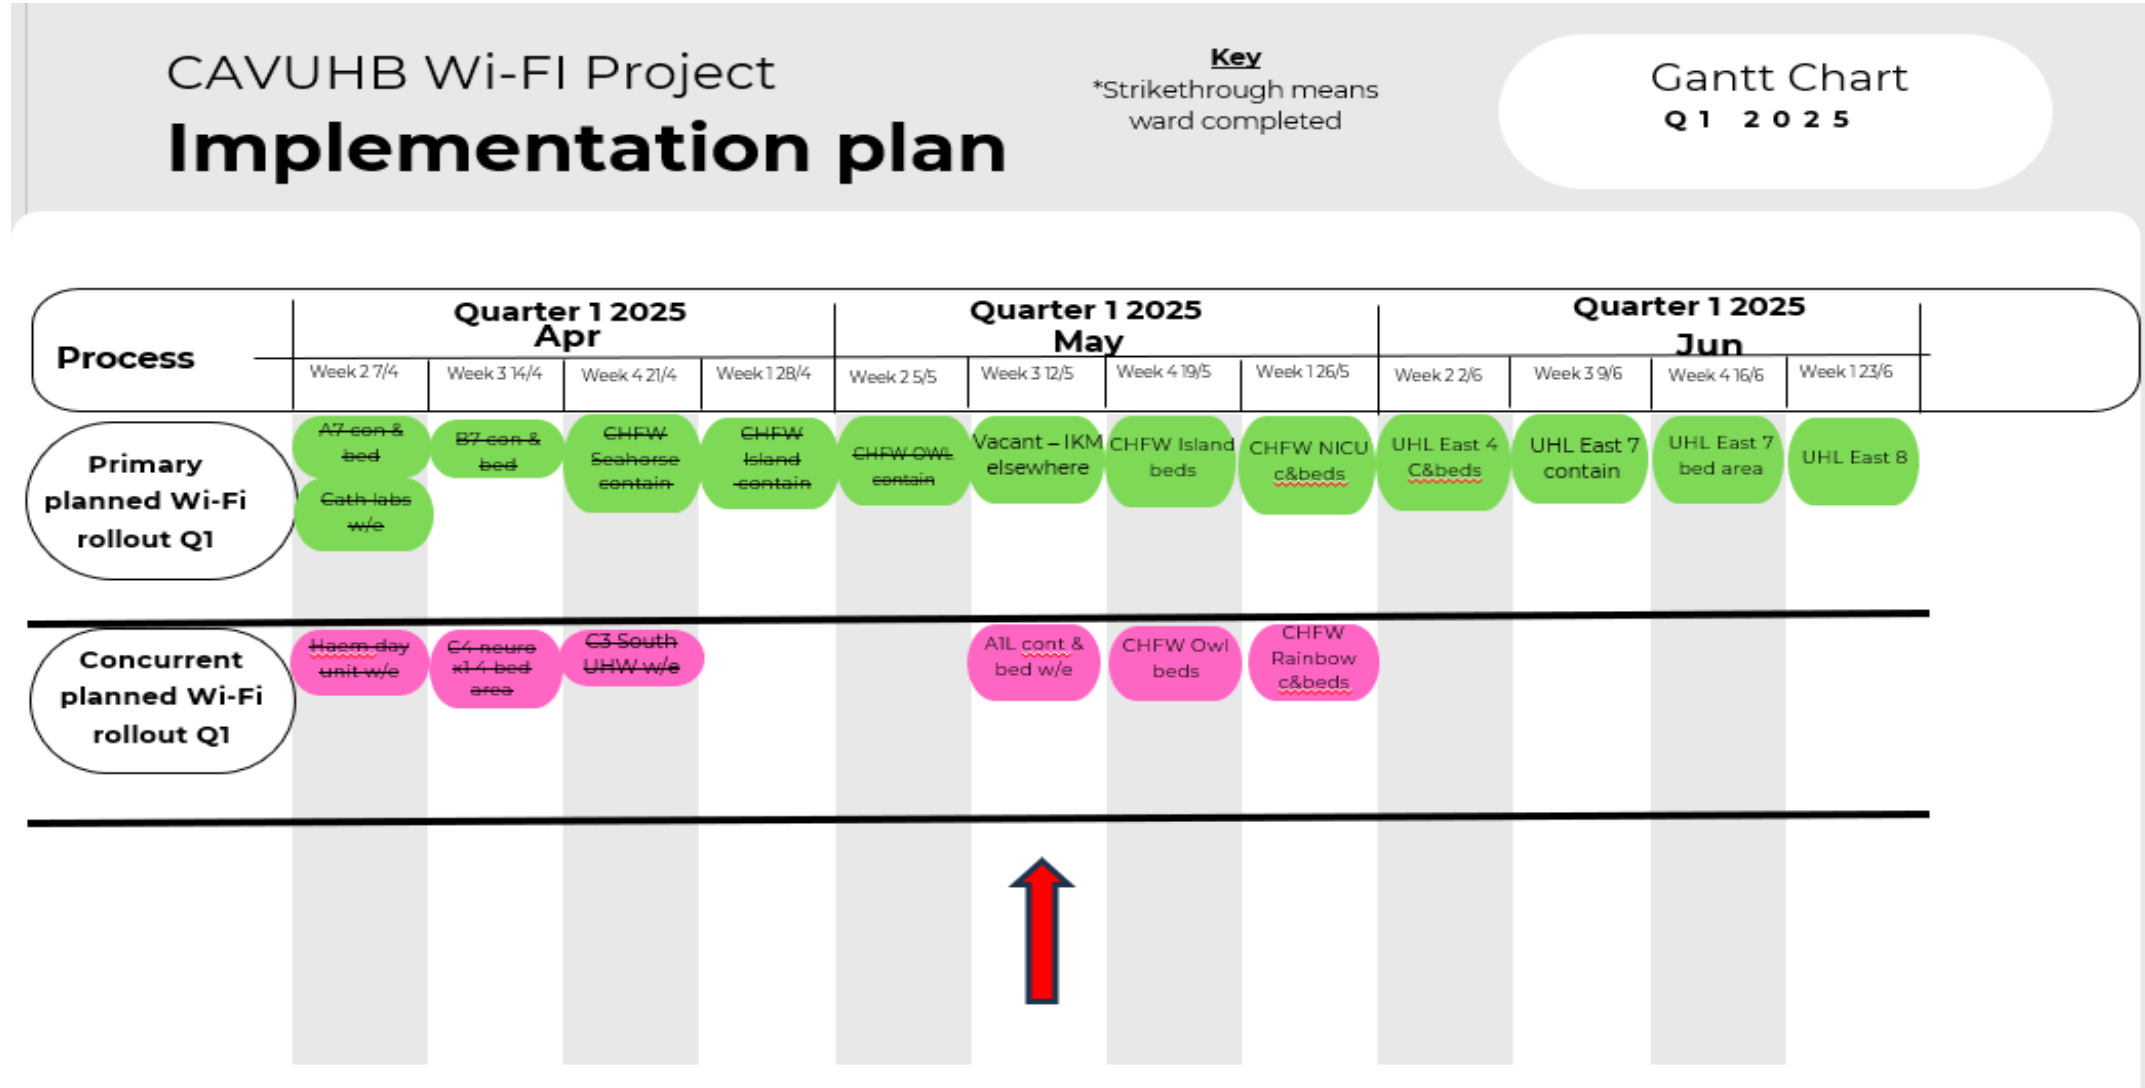 CAVUHB Wi-FI Project
Implementation plan
Key
*Strikethrough means
ward completed
Gantt Chart
Q1 2025
Process
Quarter 1 2025
Apr
Quarter 1 2025
May
Quarter 1 2025
Jun
Week 2 7/4
Week 3 14/4
Week 4 21/4
Week 1 28/4
Week 2 5/5
Week 3 12/5
Week 4 19/5
Week 1 26/5
Week 2 2/6
Week 3 9/6
Week 4 16/6
Week 1 23/6
Primary
planned Wi-Fi
rollout Q1
A7 con &
bed
Cath labs
w/e
B7 con &
bed
CHFW
Seahorse
contain
CHFW
Island
contain
CHFW OWL
contain
Vacant – IKM
elsewhere
CHFW Island
beds
CHFW NICU
c&beds
UHL East 4
C&beds
UHL East 7
contain
UHL East 7
bed area
UHL East 8
Concurrent
planned Wi-Fi
rollout Q1
Haem day
unit w/e
C4 neuro
x1 4 bed
area
C3 South
UHW w/e
A1L cont &
bed w/e
CHFW Owl
beds
CHFW
Rainbow
c&beds